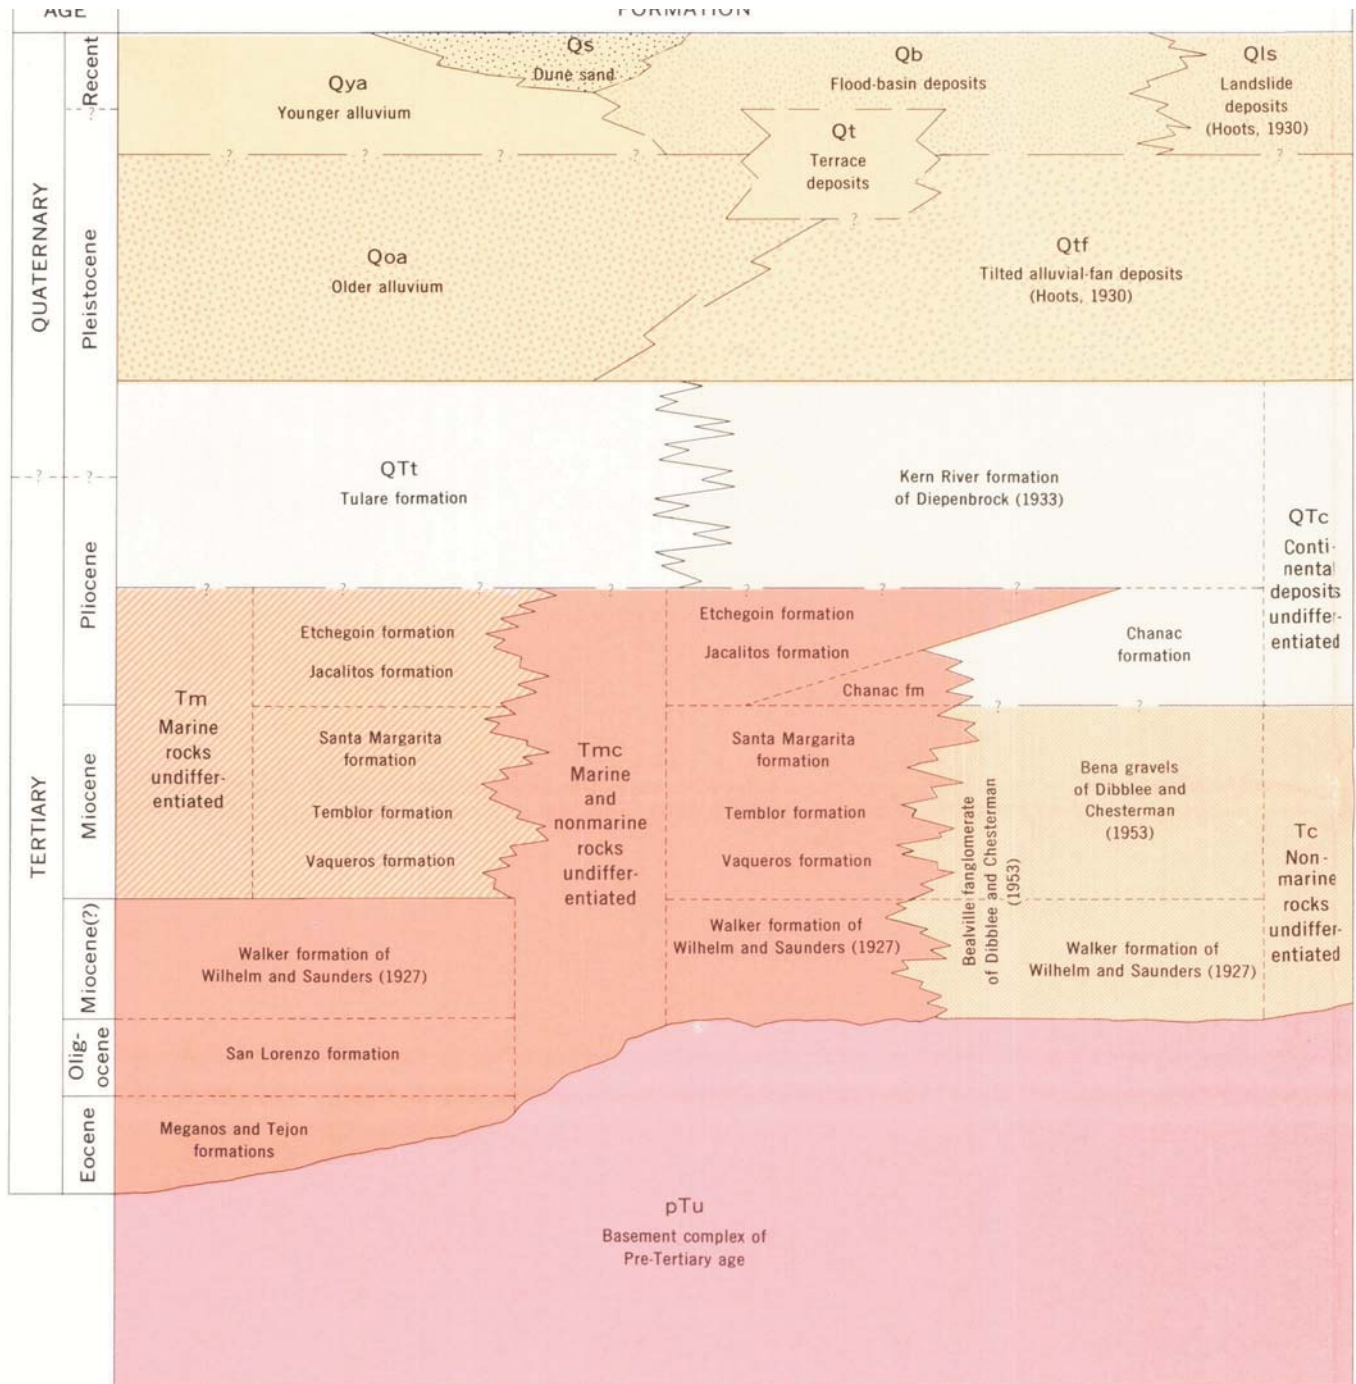 AGE
FORMATION
QUATERNARY
TERTIARY
Recent
?
Pleistocene
?
?
Pliocene
Miocene
Miocene(?)
Olig-
ocene
Eocene
Qs
Dune sand
Qya
Younger alluvium
Qb
Flood-basin deposits
Qls
Landslide
deposits
(Hoots, 1930)
Qt
Terrace
deposits
? ? ? ? ?
?
Qoa
Older alluvium
Qtf
Tilted alluvial-fan deposits
(Hoots, 1930)
QTt
Tulare formation
Kern River formation
of Diepenbrock (1933)
QTc
Conti-
nental
deposits
undiffer-
entiated
? ? ? ? ? ?
Tm
Marine
rocks
undiffer-
entiated
Etchegoin formation
Jacalitos formation
Santa Margarita
formation
Temblor formation
Vaqueros formation
Tmc
Marine
and
nonmarine
rocks
undiffer-
entiated
Etchegoin formation
Jacalitos formation
Chanac fm
Santa Margarita
formation
Temblor formation
Vaqueros formation
Chanac
formation
? ?
Bealville fanglomerate
of Dibblee and Chesterman
(1953)
Bena gravels
of Dibblee and
Chesterman
(1953)
Tc
Non-
marine
rocks
undiffer-
entiated
Walker formation of
Wilhelm and Saunders (1927)
Walker formation of
Wilhelm and Saunders (1927)
Walker formation of
Wilhelm and Saunders (1927)
San Lorenzo formation
Meganos and Tejon
formations
pTu
Basement complex of
Pre-Tertiary age